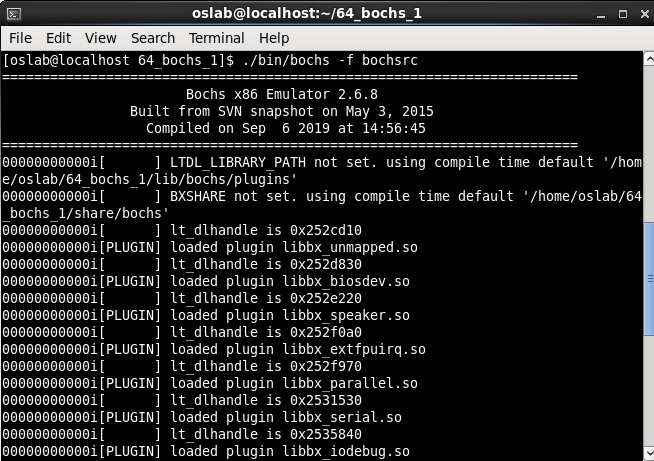 oslab@localhost:~/64_bochs_1
File Edit View Search Terminal Help
[oslab@localhost 64_bochs_1]$ ./bin/bochs -f bochsrc
========================================================================
Bochs x86 Emulator 2.6.8
Built from SVN snapshot on May 3, 2015
Compiled on Sep  6 2019 at 14:56:45
========================================================================
00000000000i[      ] LTDL_LIBRARY_PATH not set. using compile time default '/hom
e/oslab/64_bochs_1/lib/bochs/plugins'
00000000000i[      ] BXSHARE not set. using compile time default '/home/oslab/64
_bochs_1/share/bochs'
00000000000i[      ] lt_dlhandle is 0x252cd10
00000000000i[PLUGIN] loaded plugin libbx_unmapped.so
00000000000i[      ] lt_dlhandle is 0x252d830
00000000000i[PLUGIN] loaded plugin libbx_biosdev.so
00000000000i[      ] lt_dlhandle is 0x252e220
00000000000i[PLUGIN] loaded plugin libbx_speaker.so
00000000000i[      ] lt_dlhandle is 0x252f0a0
00000000000i[PLUGIN] loaded plugin libbx_extfpuirq.so
00000000000i[      ] lt_dlhandle is 0x252f970
00000000000i[PLUGIN] loaded plugin libbx_parallel.so
00000000000i[      ] lt_dlhandle is 0x2531530
00000000000i[PLUGIN] loaded plugin libbx_serial.so
00000000000i[      ] lt_dlhandle is 0x2535840
00000000000i[PLUGIN] loaded plugin libbx_iodebug.so